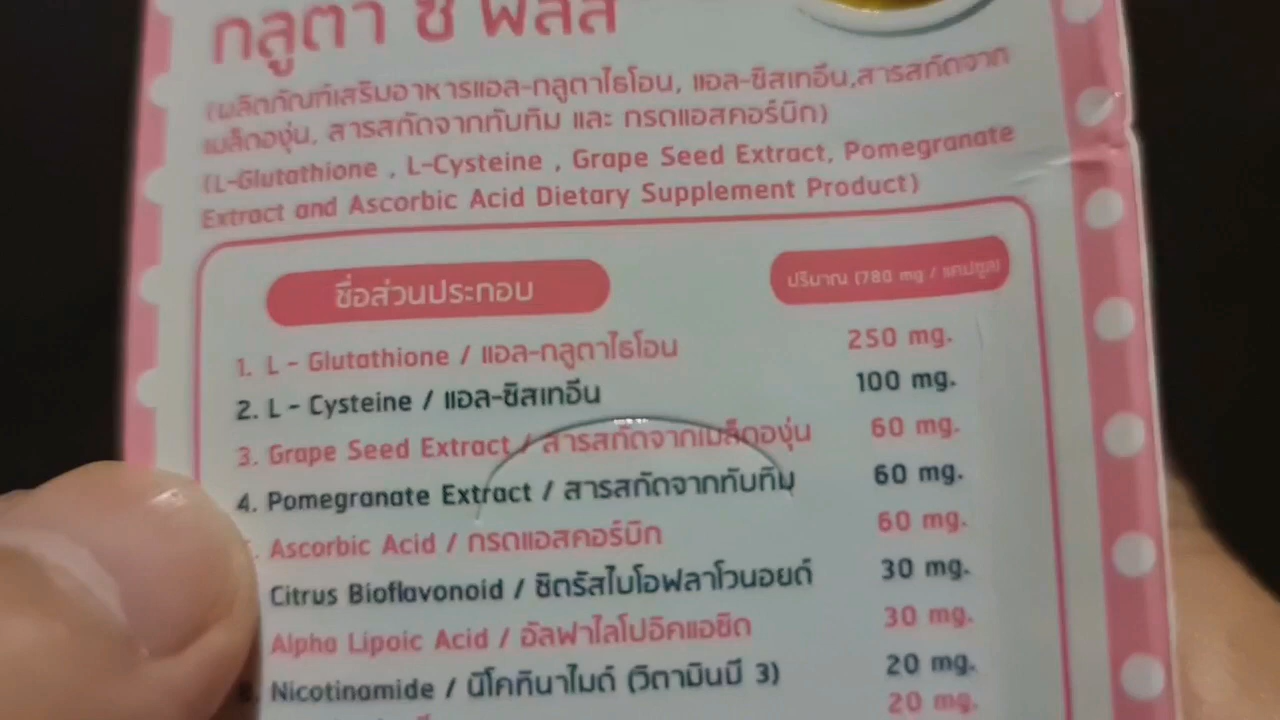 กลูตา ซี พลัส
(ผลิตภัณฑ์เสริมอาหารแอล-กลูตาไธโอน, แอล-ซิสเทอีน,สารสกัดจาก
เมล็ดองุ่น, สารสกัดจากทับทิม และ กรดแอสคอร์บิก)
(L-Glutathione , L-Cysteine , Grape Seed Extract, Pomegranate
Extract and Ascorbic Acid Dietary Supplement Product)
ชื่อส่วนประกอบ ปริมาณ (780 mg / แคปซูล)
1. L - Glutathione / แอล-กลูตาไธโอน 250 mg.
2. L - Cysteine / แอล-ซิสเทอีน 100 mg.
3. Grape Seed Extract / สารสกัดจากเมล็ดองุ่น 60 mg.
4. Pomegranate Extract / สารสกัดจากทับทิม 60 mg.
Ascorbic Acid / กรดแอสคอร์บิก 60 mg.
Citrus Bioflavonoid / ซิตรัสไบโอฟลาโวนอยด์ 30 mg.
Alpha Lipoic Acid / อัลฟาไลโปอิคแอซิด 30 mg.
8. Nicotinamide / นิโคทินาไมด์ (วิตามินบี 3) 20 mg.
20 mg.